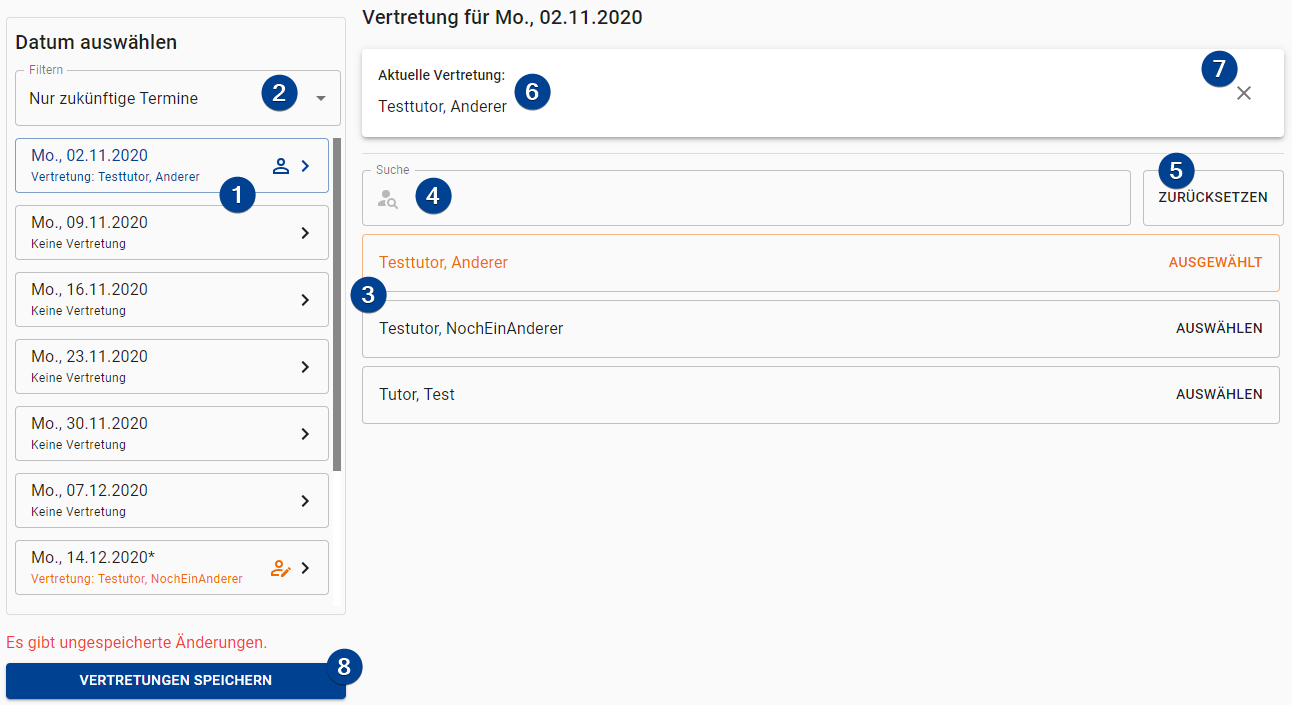 Datum auswählen
Filtern
Nur zukünftige Termine
2
Mo., 02.11.2020
Vertretung: Testtutor, Anderer
1
Mo., 09.11.2020
Keine Vertretung
Mo., 16.11.2020
Keine Vertretung
Mo., 23.11.2020
Keine Vertretung
Mo., 30.11.2020
Keine Vertretung
Mo., 07.12.2020
Keine Vertretung
Mo., 14.12.2020*
Vertretung: Testutor, NochEinAnderer
Es gibt ungespeicherte Änderungen.
VERTRETUNGEN SPEICHERN
8
Vertretung für Mo., 02.11.2020
Aktuelle Vertretung:
Testtutor, Anderer
6
7
Suche
4
5
ZURÜCKSETZEN
Testtutor, Anderer AUSGEWÄHLT
3
Testutor, NochEinAnderer AUSWÄHLEN
Tutor, Test AUSWÄHLEN